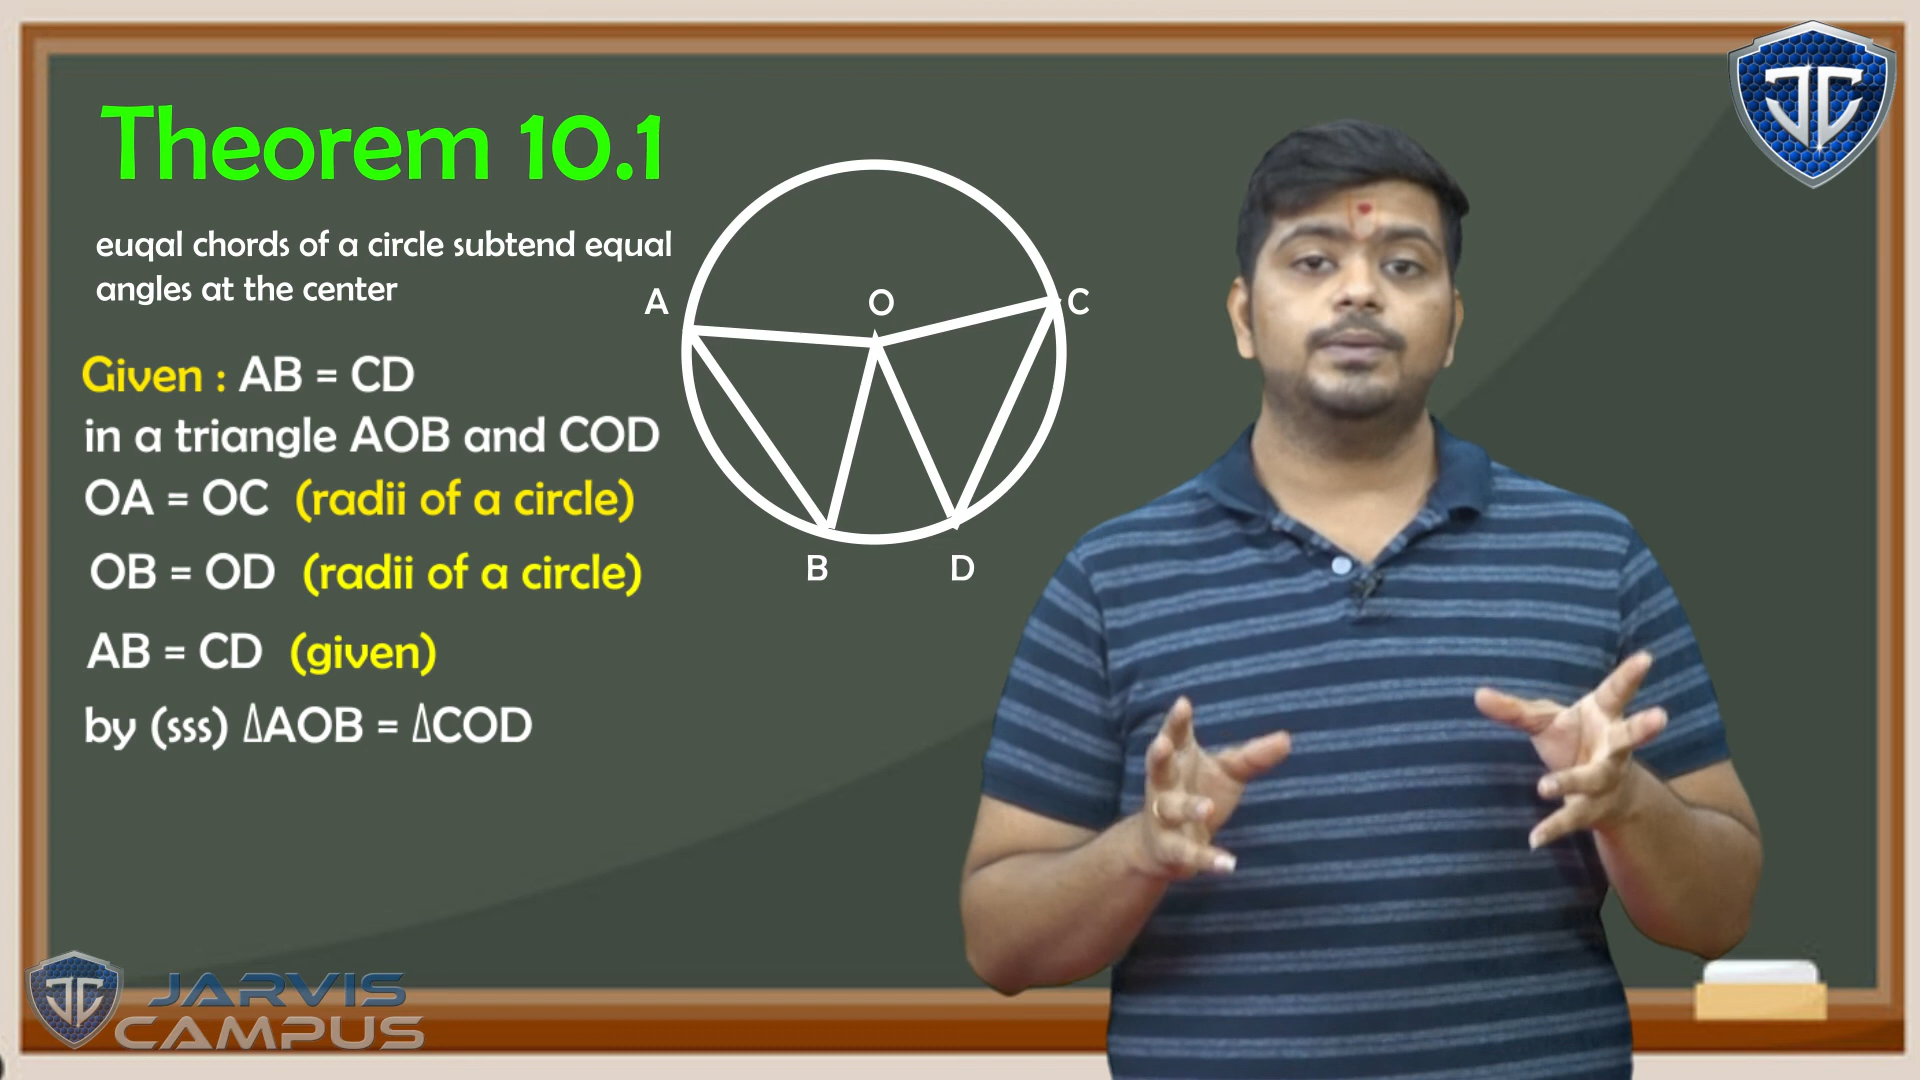 Theorem 10.1
euqal chords of a circle subtend equal
angles at the center
Given : AB = CD
in a triangle AOB and COD
OA = OC (radii of a circle)
OB = OD (radii of a circle)
AB = CD (given)
by (sss) ΔAOB = ΔCOD
A
O
C
B
D
JC
JC
JARVIS
CAMPUS